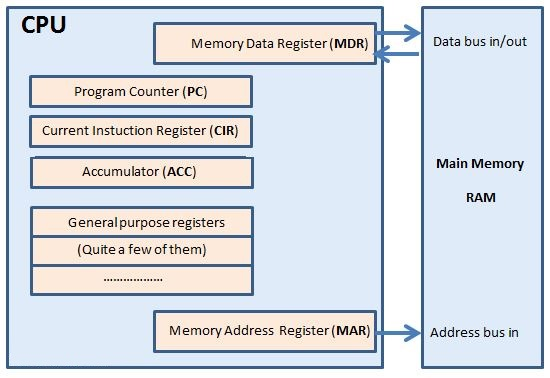 CPU
Memory Data Register (MDR)
Data bus in/out
Program Counter (PC)
Current Instuction Register (CIR)
Accumulator (ACC)
Main Memory
RAM
General purpose registers
(Quite a few of them)
………………
Memory Address Register (MAR)
Address bus in